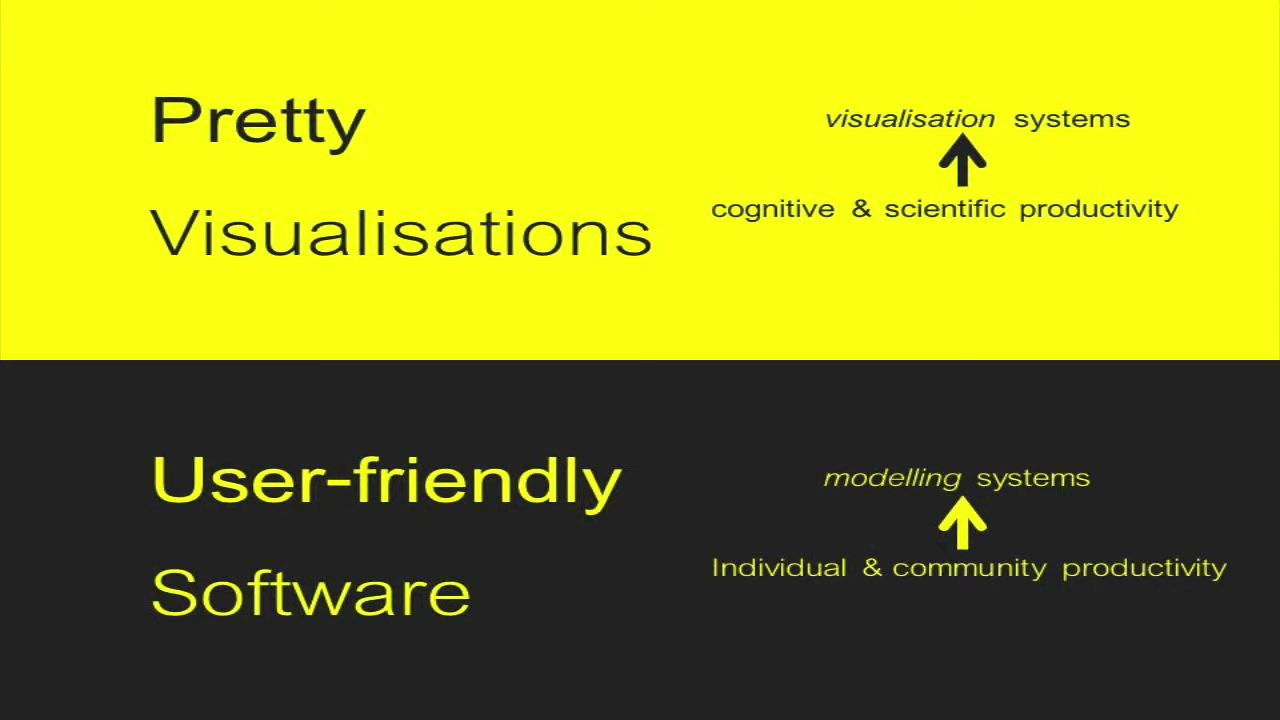 Pretty
Visualisations
visualisation systems
cognitive & scientific productivity
User-friendly
Software
modelling systems
Individual & community productivity